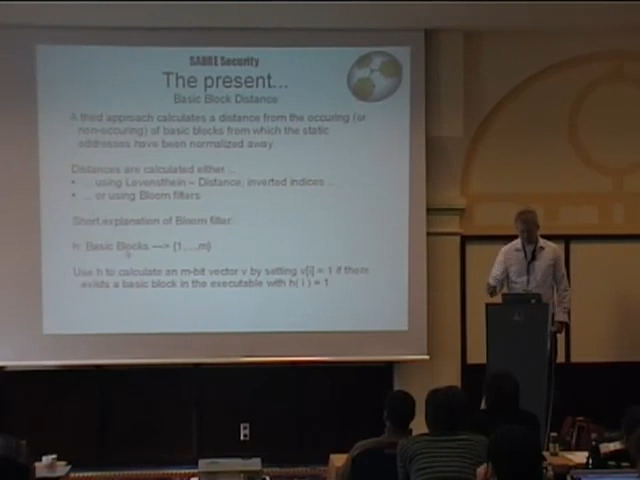 SABRE Security
The present...
Basic Block Distance
A third approach calculates a distance from the occuring (or
non-occuring) of basic blocks from which the static
addresses have been normalized away.
Distances are calculated either ...
• ... using Levensthein – Distance, inverted indices ...
• ... or using Bloom filters
Short explanation of Bloom filter:
h: Basic Blocks ---> {1,...,m}
Use h to calculate an m-bit vector v by setting v[i] = 1 if there
exists a basic block in the executable with h( i ) = 1